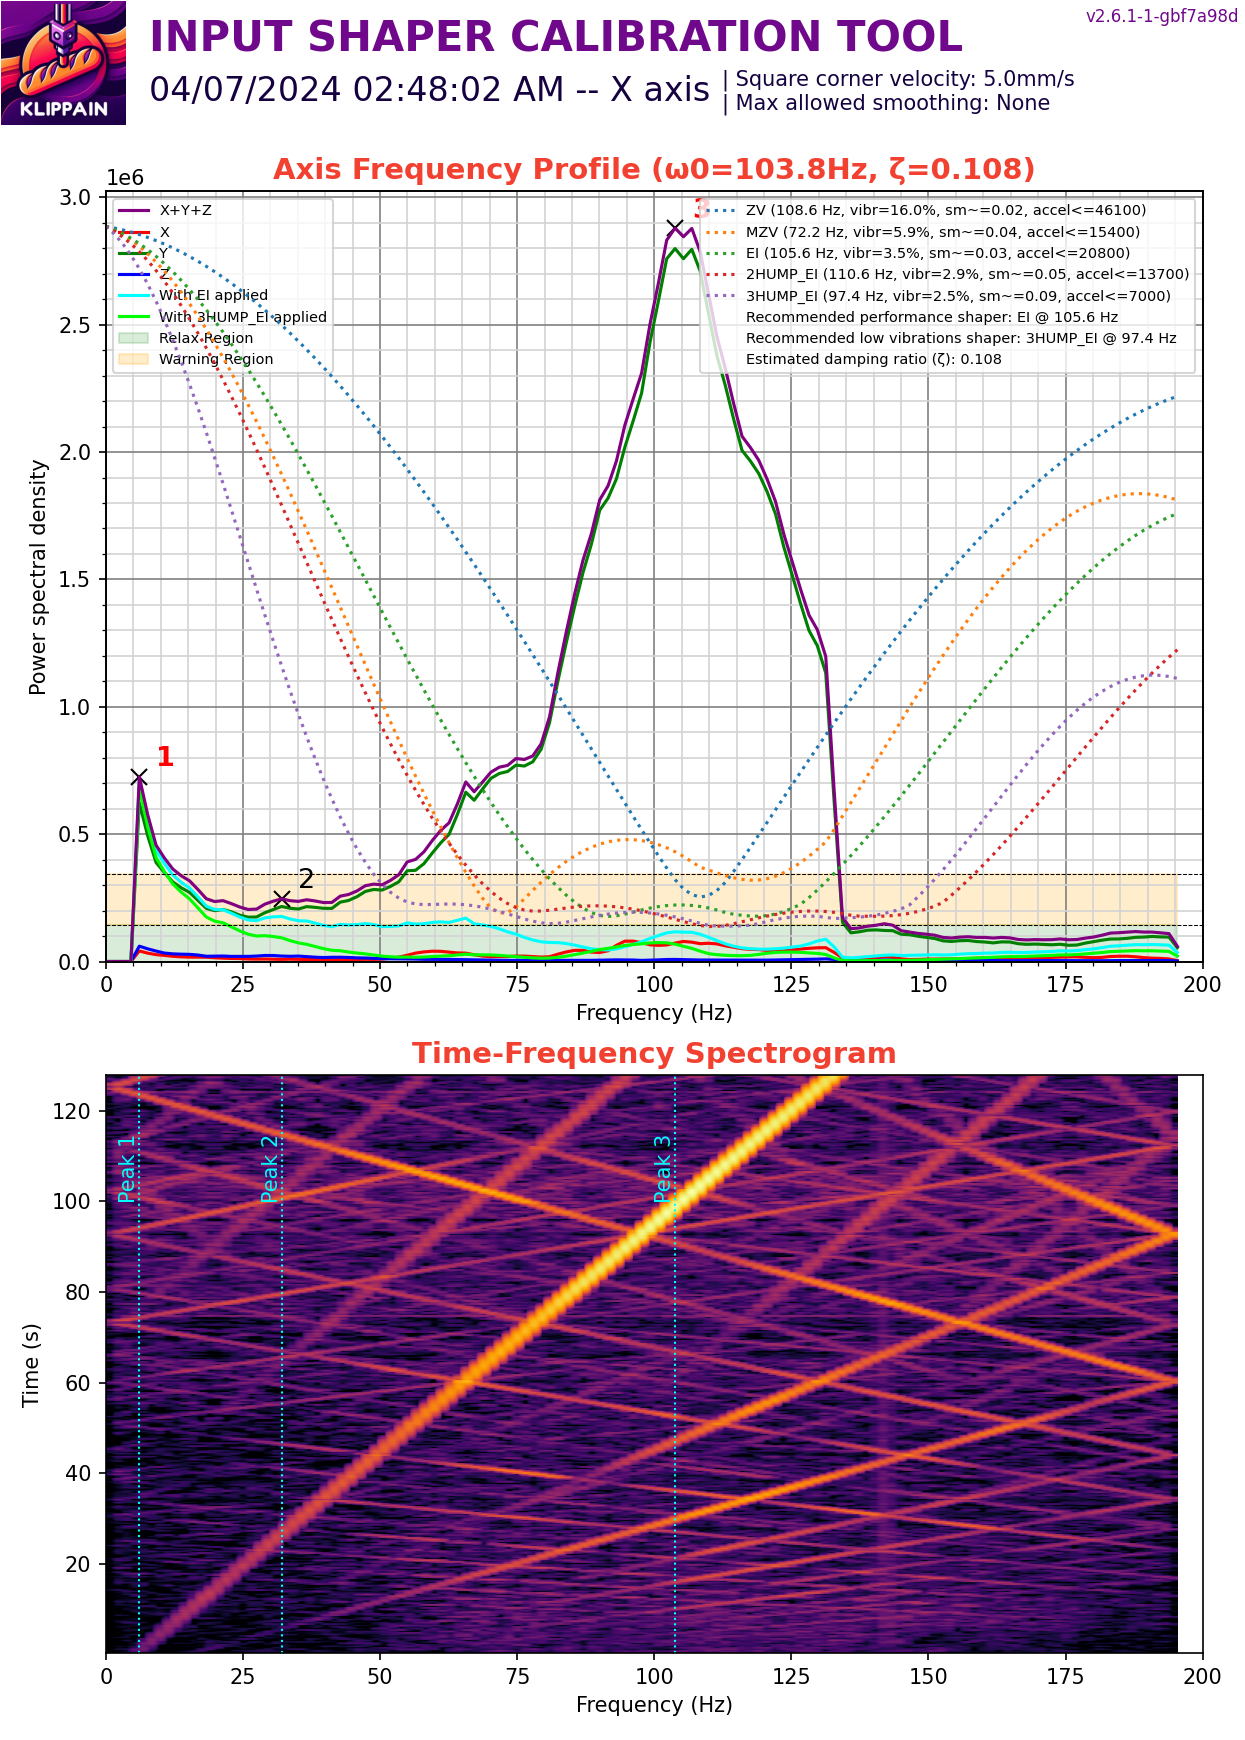 KLIPPAIN
INPUT SHAPER CALIBRATION TOOL
v2.6.1-1-gbf7a98d
04/07/2024 02:48:02 AM -- X axis
| Square corner velocity: 5.0mm/s
| Max allowed smoothing: None
Axis Frequency Profile (ω0=103.8Hz, ζ=0.108)
1e6
X+Y+Z
X
Y
Z
With EI applied
With 3HUMP_EI applied
Relax Region
Warning Region
ZV (108.6 Hz, vibr=16.0%, sm~=0.02, accel<=46100)
MZV (72.2 Hz, vibr=5.9%, sm~=0.04, accel<=15400)
EI (105.6 Hz, vibr=3.5%, sm~=0.03, accel<=20800)
2HUMP_EI (110.6 Hz, vibr=2.9%, sm~=0.05, accel<=13700)
3HUMP_EI (97.4 Hz, vibr=2.5%, sm~=0.09, accel<=7000)
Recommended performance shaper: EI @ 105.6 Hz
Recommended low vibrations shaper: 3HUMP_EI @ 97.4 Hz
Estimated damping ratio (ζ): 0.108
1
2
3
Power spectral density
3.0
2.5
2.0
1.5
1.0
0.5
0.0
0 25 50 75 100 125 150 175 200
Frequency (Hz)
Time-Frequency Spectrogram
Peak 1
Peak 2
Peak 3
Time (s)
120
100
80
60
40
20
0 25 50 75 100 125 150 175 200
Frequency (Hz)